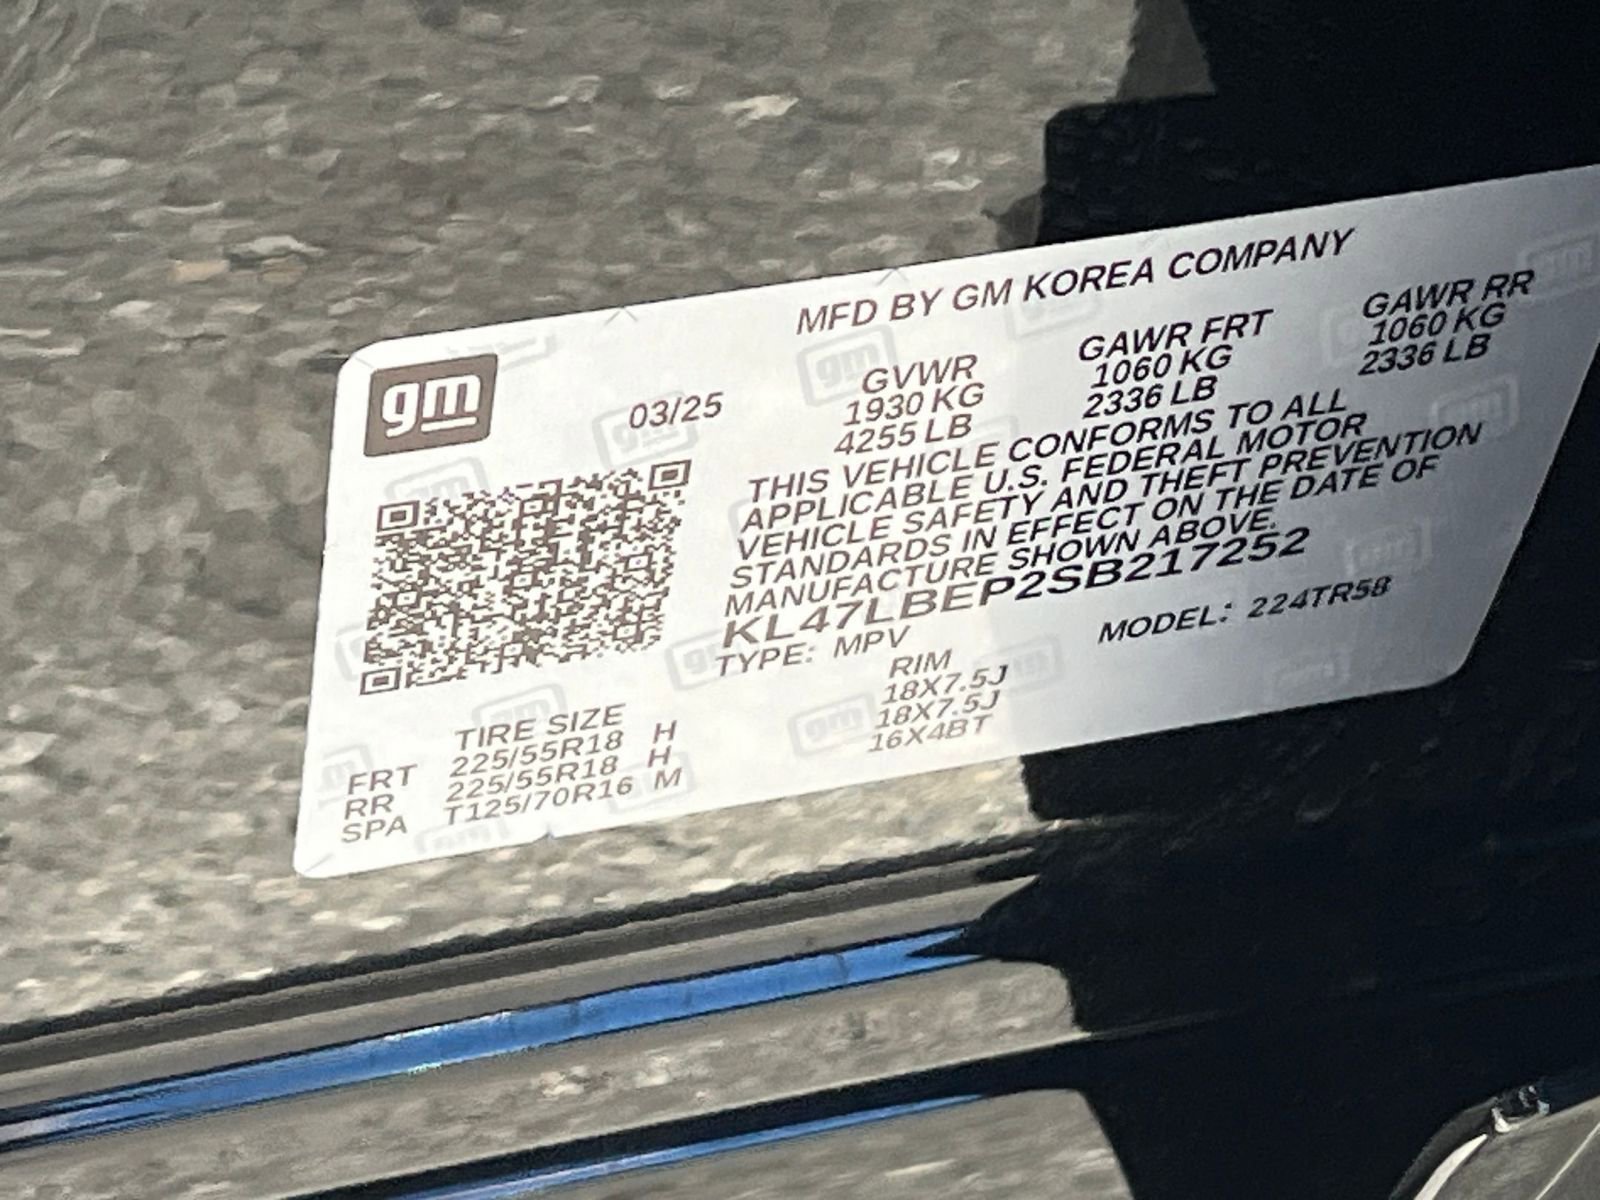 MFD BY GM KOREA COMPANY
gm
03/25
GVWR
1930 KG
4255 LB
GAWR FRT
1060 KG
2336 LB
GAWR RR
1060 KG
2336 LB
THIS VEHICLE CONFORMS TO ALL
APPLICABLE U.S. FEDERAL MOTOR
VEHICLE SAFETY AND THEFT PREVENTION
STANDARDS IN EFFECT ON THE DATE OF
MANUFACTURE SHOWN ABOVE.
KL47LBEP2SB217252
TYPE: MPV
MODEL: 224TR58
TIRE SIZE
RIM
FRT 225/55R18 H 18X7.5J
RR 225/55R18 H 18X7.5J
SPA T125/70R16 M 16X4BT